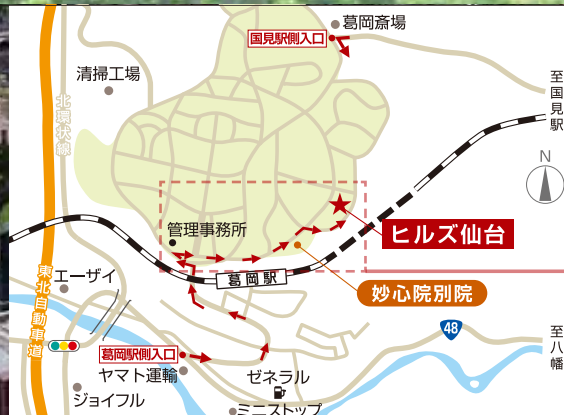 葛岡斎場
国見駅側入口
清掃工場
至国見駅
北環状線
N
管理事務所
ヒルズ仙台
葛岡駅
妙心院別院
東北自動車道
エーザイ
48
至八幡
葛岡駅側入口
ヤマト運輸
ゼネラル
ジョイフル
ミニストップ